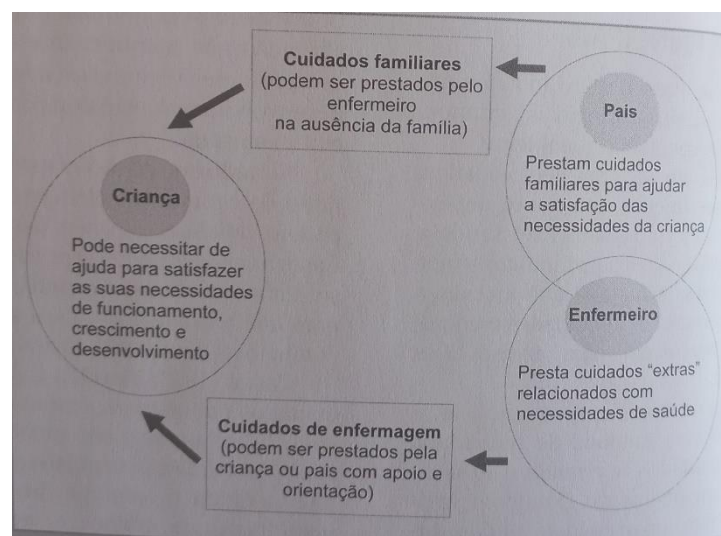 Cuidados familiares
(podem ser prestados pelo
enfermeiro
na ausência da família)
Pais
Prestam cuidados
familiares para ajudar
a satisfação das
necessidades da criança
Criança
Pode necessitar de
ajuda para satisfazer
as suas necessidades
de funcionamento,
crescimento e
desenvolvimento
Enfermeiro
Presta cuidados “extras”
relacionados com
necessidades de saúde
Cuidados de enfermagem
(podem ser prestados pela
criança ou pais com apoio e
orientação)